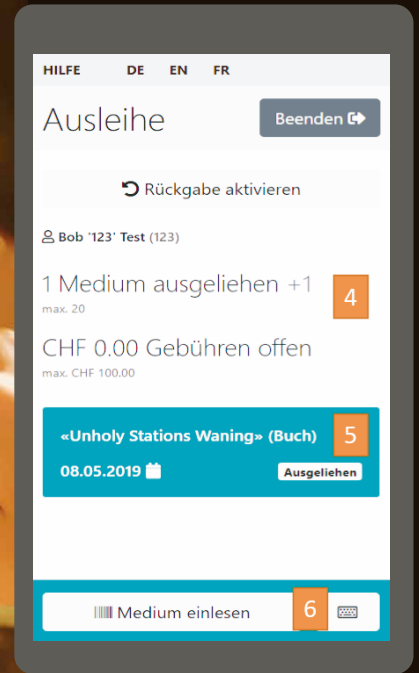 HILFE DE EN FR
Ausleihe
Beenden
Rückgabe aktivieren
Bob '123' Test (123)
1 Medium ausgeliehen +1
4
max. 20
CHF 0.00 Gebühren offen
max. CHF 100.00
«Unholy Stations Waning» (Buch)
5
08.05.2019
Ausgeliehen
Medium einlesen
6